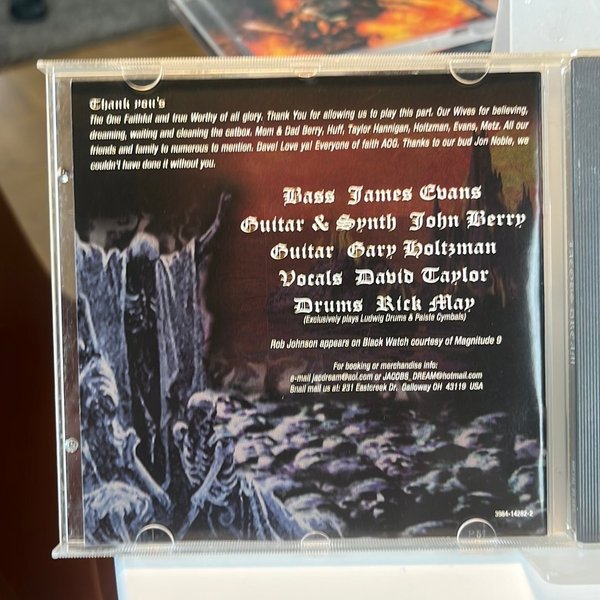 Thank you's
The One Faithful and true Worthy of all glory, Thank You for allowing us to play this part. Our Wives for believing,
dreaming, waiting and cleaning the catbox. Mom & Dad Berry, Huff, Taylor Hannigan, Holtzman, Evans, Metz. All our
friends and family to numorous to mention. Dave! Love ya! Everyone of faith AOG. Thanks to our bud Jon Noble, we
couldn't have done it without you.
Bass James Evans
Guitar & Synth John Berry
Guitar Gary Holtzman
Vocals David Taylor
Drums Rick May
(Exclusively plays Ludwig Drums & Paiste Cymbals)
Rob Johnson appears on Black Watch courtesy of Magnitude 9
For booking or merchandise info:
e-mail jacdream@aol.com or JACOBS_DREAM@hotmail.com
Snail mail us at: 231 Eastcreek Dr. Galloway OH 43119 USA
3984-14282-2